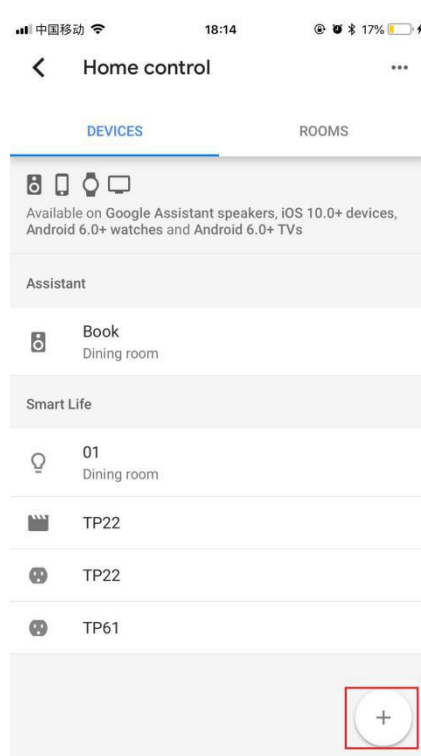 中国移动 18:14 17%
Home control
DEVICES ROOMS
Available on Google Assistant speakers, iOS 10.0+ devices,
Android 6.0+ watches and Android 6.0+ TVs
Assistant
Book
Dining room
Smart Life
01
Dining room
TP22
TP22
TP61